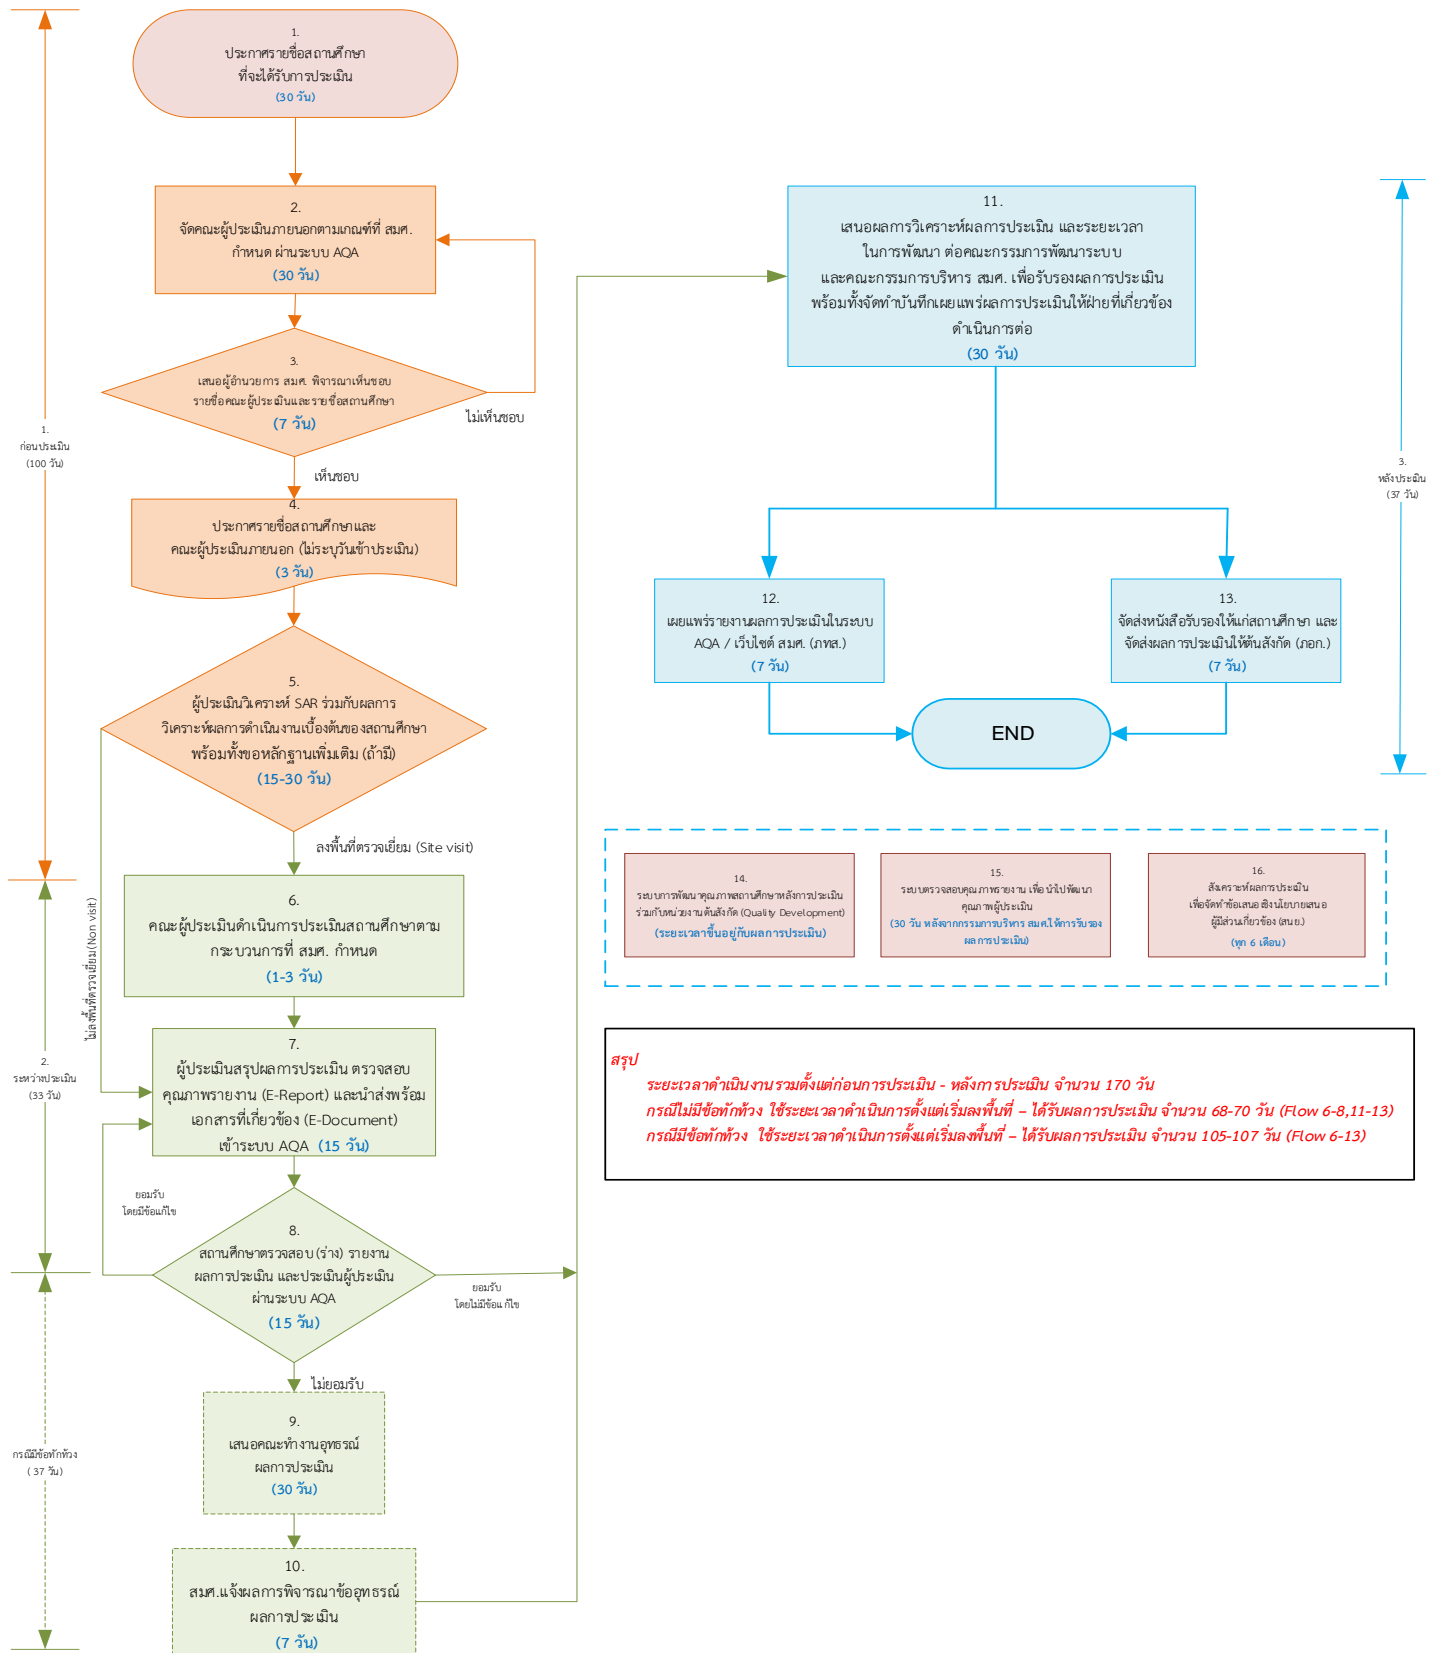 1.
ประกาศรายชื่อสถานศึกษา
ที่จะได้รับการประเมิน
(30 วัน)
2.
จัดคณะผู้ประเมินภายนอกตามเกณฑ์ที่ สมศ.
กำหนด ผ่านระบบ AQA
(30 วัน)
3.
เสนอผู้อำนวยการ สมศ. พิจารณาเห็นชอบ
รายชื่อคณะผู้ประเมินและรายชื่อสถานศึกษา
(7 วัน)
ไม่เห็นชอบ
เห็นชอบ
1.
ก่อนประเมิน
(100 วัน)
4.
ประกาศรายชื่อสถานศึกษาและ
คณะผู้ประเมินภายนอก (ไม่ระบุวันเข้าประเมิน)
(3 วัน)
5.
ผู้ประเมินวิเคราะห์ SAR ร่วมกับผลการ
วิเคราะห์ผลการดำเนินงานเบื้องต้นของสถานศึกษา
พร้อมทั้งขอหลักฐานเพิ่มเติม (ถ้ามี)
(15-30 วัน)
ลงพื้นที่ตรวจเยี่ยม (Site visit)
ไม่ลงพื้นที่ตรวจเยี่ยม(Non visit)
6.
คณะผู้ประเมินดำเนินการประเมินสถานศึกษาตาม
กระบวนการที่ สมศ. กำหนด
(1-3 วัน)
2.
ระหว่างประเมิน
(33 วัน)
7.
ผู้ประเมินสรุปผลการประเมิน ตรวจสอบ
คุณภาพรายงาน (E-Report) และนำส่งพร้อม
เอกสารที่เกี่ยวข้อง (E-Document)
เข้าระบบ AQA (15 วัน)
ยอมรับ
โดยมีข้อแก้ไข
8.
สถานศึกษาตรวจสอบ (ร่าง) รายงาน
ผลการประเมิน และประเมินผู้ประเมิน
ผ่านระบบ AQA
(15 วัน)
ยอมรับ
โดยไม่มีข้อแก้ไข
ไม่ยอมรับ
9.
เสนอคณะทำงานอุทธรณ์
ผลการประเมิน
(30 วัน)
กรณีมีข้อทักท้วง
( 37 วัน)
10.
สมศ.แจ้งผลการพิจารณาข้ออุทธรณ์
ผลการประเมิน
(7 วัน)
11.
เสนอผลการวิเคราะห์ผลการประเมิน และระยะเวลา
ในการพัฒนา ต่อคณะกรรมการพัฒนาระบบ
และคณะกรรมการบริหาร สมศ. เพื่อรับรองผลการประเมิน
พร้อมทั้งจัดทำบันทึกเผยแพร่ผลการประเมินให้ฝ่ายที่เกี่ยวข้อง
ดำเนินการต่อ
(30 วัน)
3.
หลังประเมิน
(37 วัน)
12.
เผยแพร่รายงานผลการประเมินในระบบ
AQA / เว็บไซต์ สมศ. (ภทส.)
(7 วัน)
13.
จัดส่งหนังสือรับรองให้แก่สถานศึกษา และ
จัดส่งผลการประเมินให้ต้นสังกัด (ภอก.)
(7 วัน)
END
14.
ระบบการพัฒนาคุณภาพสถานศึกษาหลังการประเมิน
ร่วมกับหน่วยงานต้นสังกัด (Quality Development)
(ระยะเวลาขึ้นอยู่กับผลการประเมิน)
15.
ระบบตรวจสอบคุณภาพรายงาน เพื่อนำไปพัฒนา
คุณภาพผู้ประเมิน
(30 วัน หลังจากกรรมการบริหาร สมศ.ให้การรับรอง
ผลการประเมิน)
16.
สังเคราะห์ผลการประเมิน
เพื่อจัดทำข้อเสนอเชิงนโยบายเสนอ
ผู้มีส่วนเกี่ยวข้อง (สนย.)
(ทุก 6 เดือน)
สรุป
ระยะเวลาดำเนินงานรวมตั้งแต่ก่อนการประเมิน - หลังการประเมิน จำนวน 170 วัน
กรณีไม่มีข้อทักท้วง ใช้ระยะเวลาดำเนินการตั้งแต่เริ่มลงพื้นที่ – ได้รับผลการประเมิน จำนวน 68-70 วัน (Flow 6-8,11-13)
กรณีมีข้อทักท้วง ใช้ระยะเวลาดำเนินการตั้งแต่เริ่มลงพื้นที่ – ได้รับผลการประเมิน จำนวน 105-107 วัน (Flow 6-13)